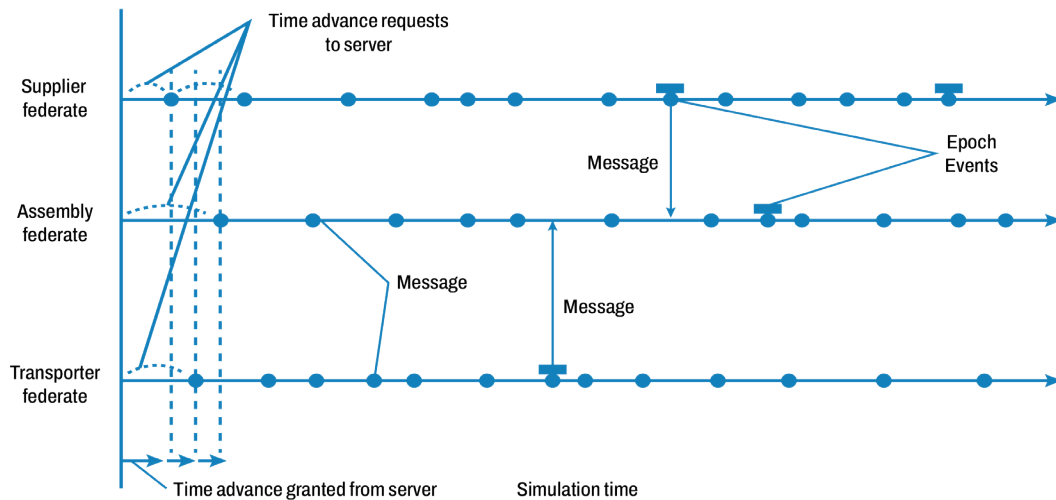 Time advance requests
to server
Supplier
federate
Message
Epoch
Events
Assembly
federate
Message
Message
Transporter
federate
Time advance granted from server
Simulation time